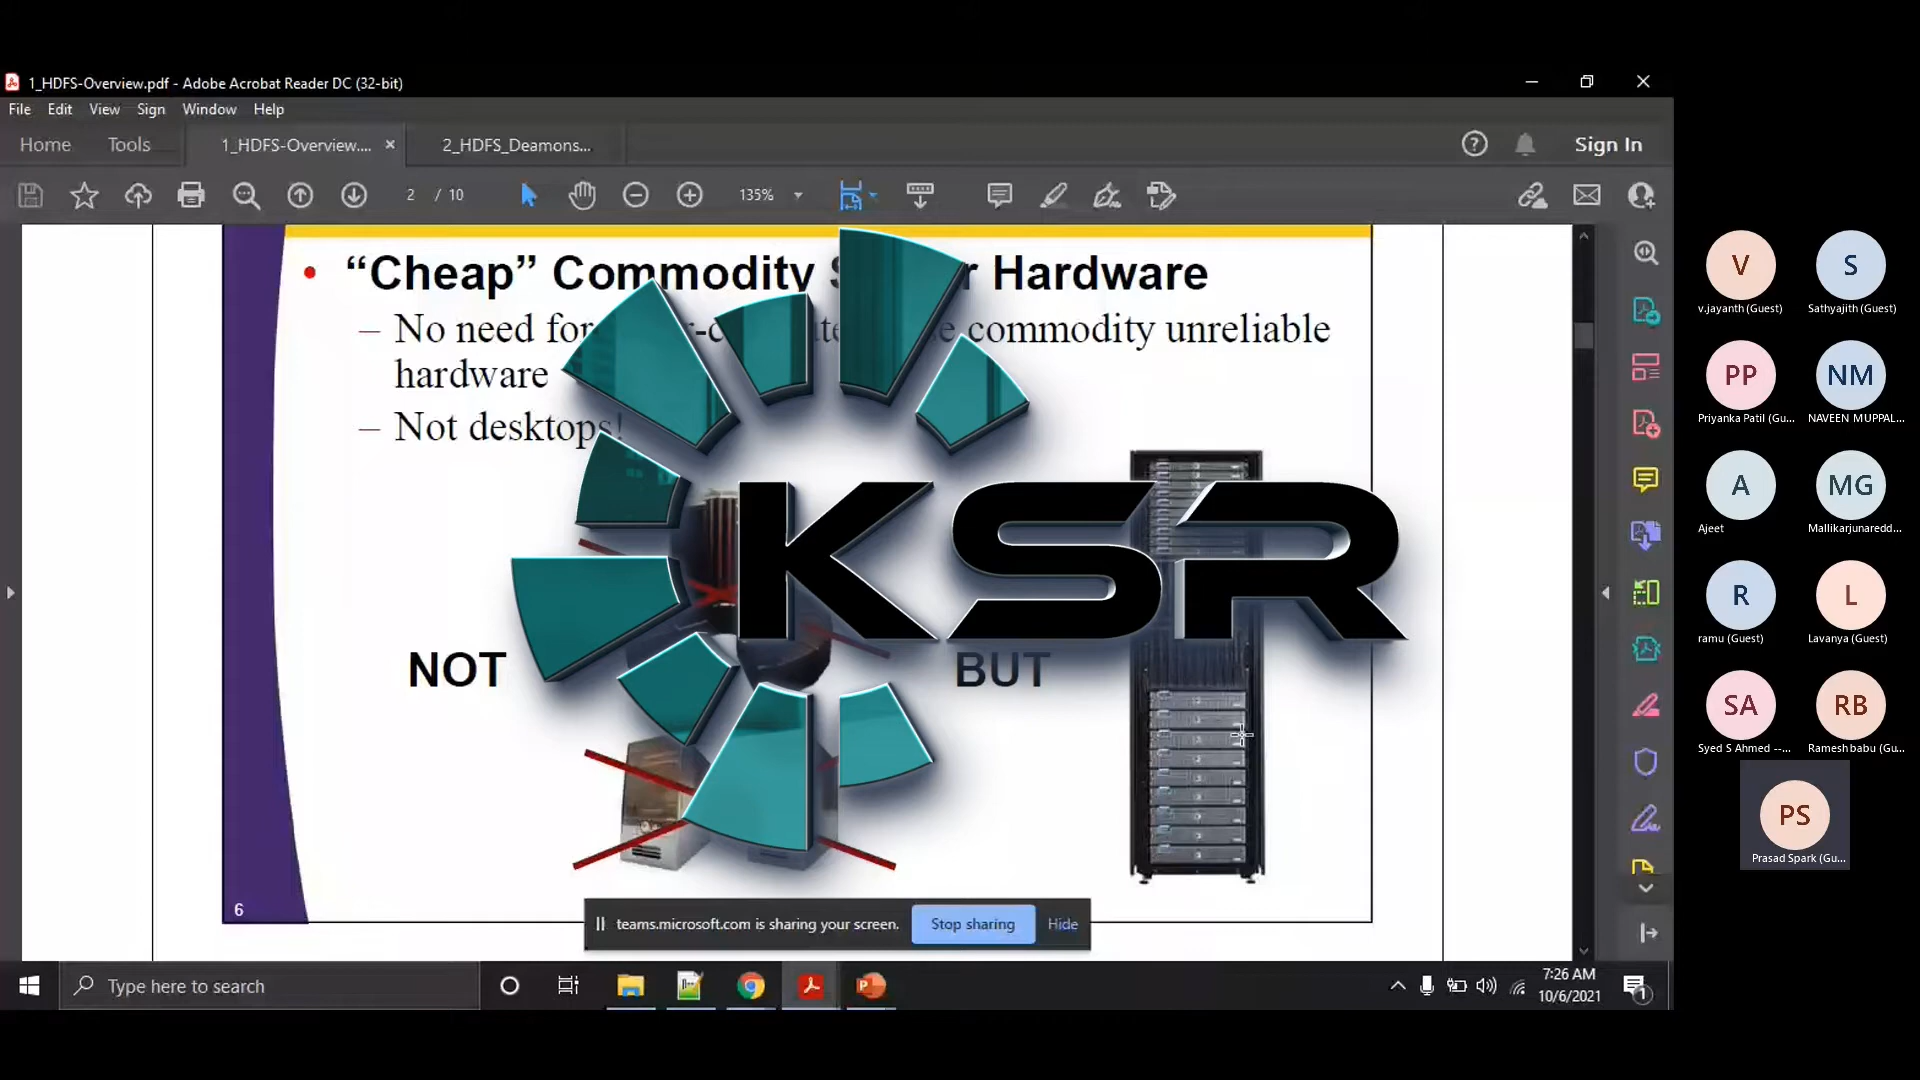 1_HDFS-Overview.pdf - Adobe Acrobat Reader DC (32-bit)
File Edit View Sign Window Help
Home Tools 1_HDFS-Overview.... × 2_HDFS_Deamons... Sign In
2 / 10 135%
• “Cheap” Commodity Hardware
– No need for commodity unreliable
hardware
– Not desktops!
KSR
NOT BUT
6
teams.microsoft.com is sharing your screen. Stop sharing Hide
Type here to search
7:26 AM
10/6/2021
1
V S
v.jayanth (Guest) Sathyajith (Guest)
PP NM
Priyanka Patil (Gu... NAVEEN MUPPAL...
A MG
Ajeet Mallikarjunaredd...
R L
ramu (Guest) Lavanya (Guest)
SA RB
Syed S Ahmed --... Rameshbabu (Gu...
PS
Prasad Spark (Gu...